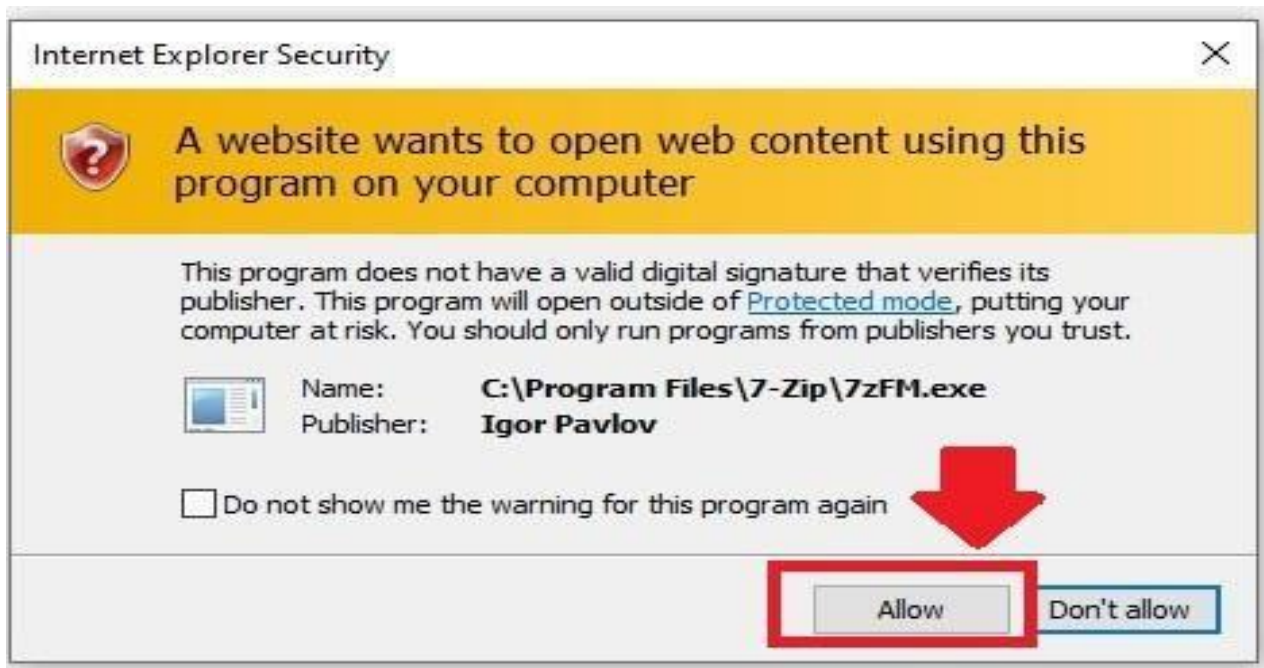 Internet Explorer Security
A website wants to open web content using this
program on your computer
This program does not have a valid digital signature that verifies its
publisher. This program will open outside of Protected mode, putting your
computer at risk. You should only run programs from publishers you trust.
Name: C:\Program Files\7-Zip\7zFM.exe
Publisher: Igor Pavlov
Do not show me the warning for this program again
Allow Don't allow